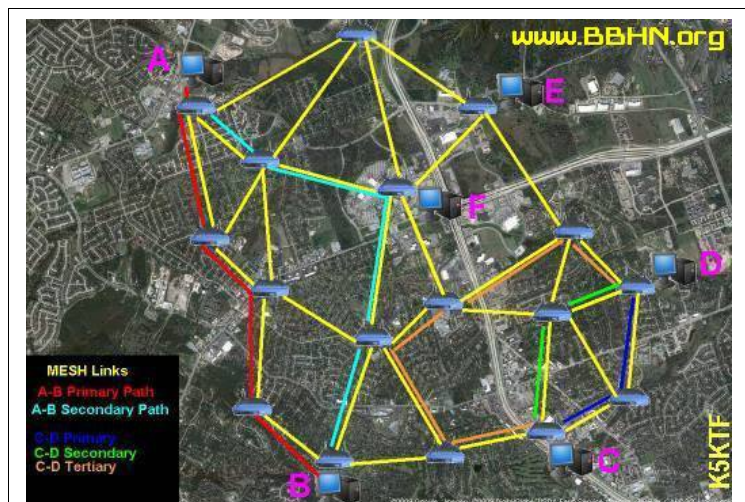 www.BBHN.org
A
E
F
D
MESH Links
A-B Primary Path
A-B Secondary Path
C-D Primary
C-D Secondary
C-D Tertiary
B
C
K5KTF